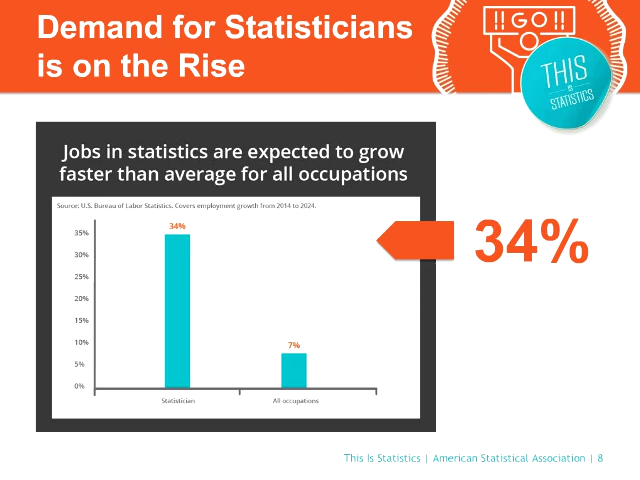 Demand for Statisticians
is on the Rise
!! GO !!
THIS
IS
STATISTICS
Jobs in statistics are expected to grow
faster than average for all occupations
Source: U.S. Bureau of Labor Statistics. Covers employment growth from 2014 to 2024.
35%
30%
25%
20%
15%
10%
5%
0%
34%
7%
Statistician
All occupations
34%
This Is Statistics | American Statistical Association | 8